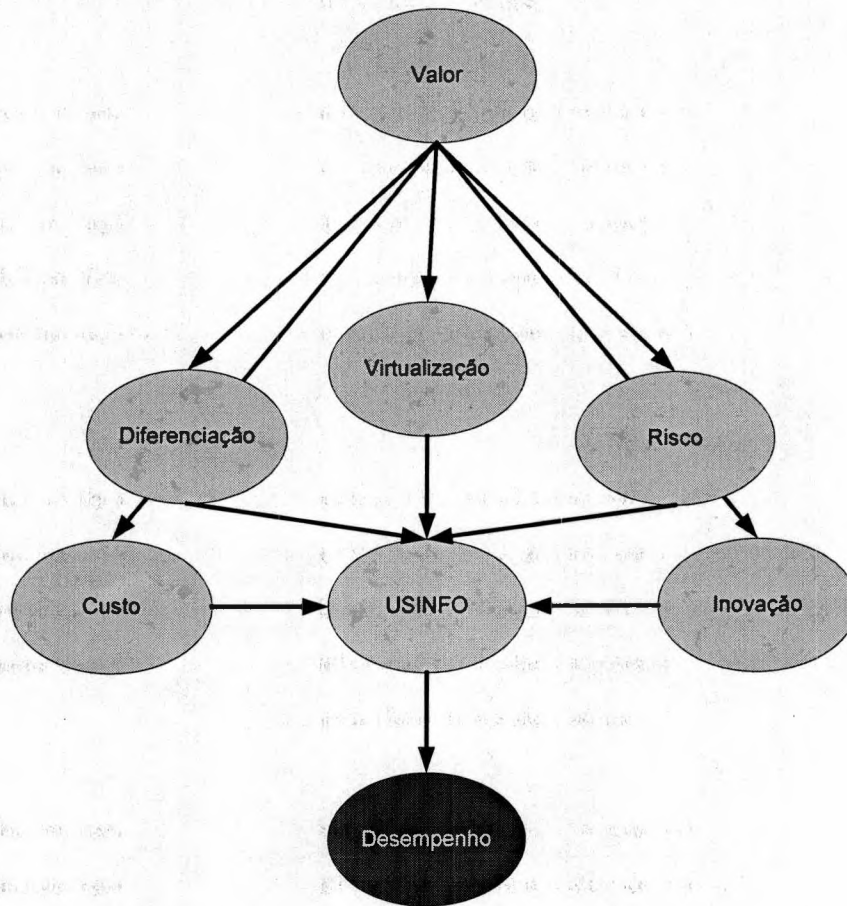 Valor
Virtualização
Diferenciação
Risco
Custo
USINFO
Inovação
Desempenho